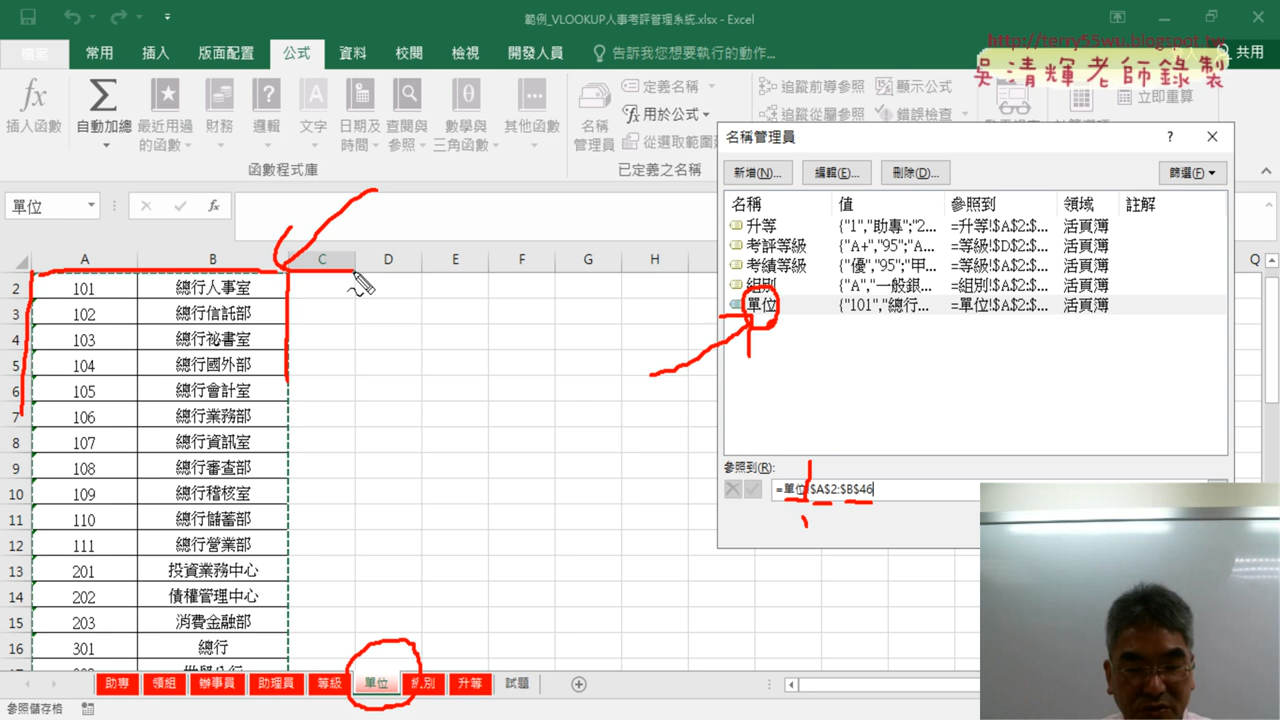 範例_VLOOKUP人事考評管理系統.xlsx - Excel
檔案 常用 插入 版面配置 公式 資料 校閱 檢視 開發人員 告訴我您想要執行的動作... 共用
http://terry55wu.blogspot.tw
吳清輝老師錄製
fx Σ ? 定義名稱 追蹤前導參照 顯示公式
用於公式 追蹤從屬參照 錯誤檢查 立即重算
插入函數 自動加總 最近用過的函數 財務 邏輯 文字 日期及時間 查閱與參照 數學與三角函數 其他函數 名稱管理員 從選取範圍
函數程式庫 已定義之名稱
單位 fx
A B C D E F G H Q
2 101 總行人事室
3 102 總行信託部
4 103 總行祕書室
5 104 總行國外部
6 105 總行會計室
7 106 總行業務部
8 107 總行資訊室
9 108 總行審查部
10 109 總行稽核室
11 110 總行儲蓄部
12 111 總行營業部
13 201 投資業務中心
14 202 債權管理中心
15 203 消費金融部
16 301 總行
名稱管理員 ? ×
新增(N)... 編輯(E)... 刪除(D)... 篩選(F)
名稱 值 參照到 領域 註解
升等 {"1","助專";"2... =升等!$A$2:$... 活頁簿
考評等級 {"A+","95";"A... =等級!$D$2:$... 活頁簿
考績等級 {"優","95";"甲... =等級!$A$2:$... 活頁簿
組別 {"A","一般銀... =組別!$A$2:$... 活頁簿
單位 {"101","總行... =單位!$A$2:$... 活頁簿
參照到(R):
=單位!$A$2:$B$46
助專 領組 辦事員 助理員 等級 單位 組別 升等 試題
參照儲存格